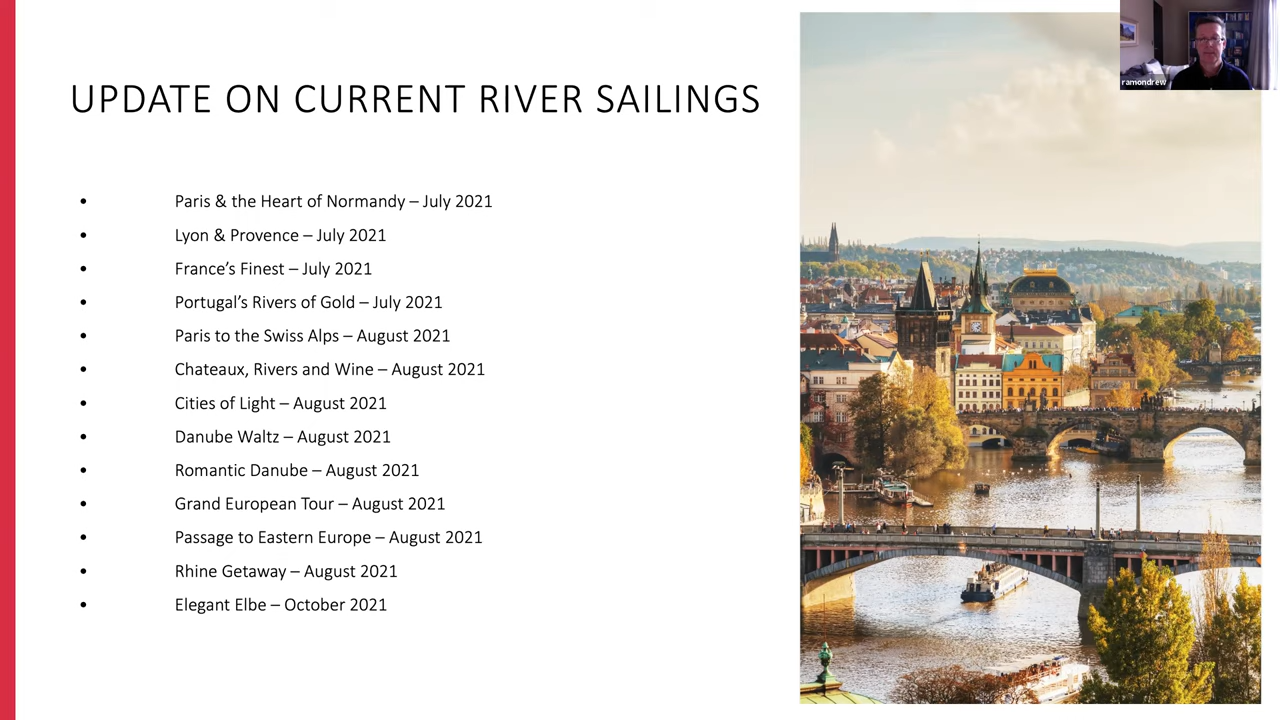 ramondrew
UPDATE ON CURRENT RIVER SAILINGS
• Paris & the Heart of Normandy – July 2021
• Lyon & Provence – July 2021
• France’s Finest – July 2021
• Portugal’s Rivers of Gold – July 2021
• Paris to the Swiss Alps – August 2021
• Chateaux, Rivers and Wine – August 2021
• Cities of Light – August 2021
• Danube Waltz – August 2021
• Romantic Danube – August 2021
• Grand European Tour – August 2021
• Passage to Eastern Europe – August 2021
• Rhine Getaway – August 2021
• Elegant Elbe – October 2021